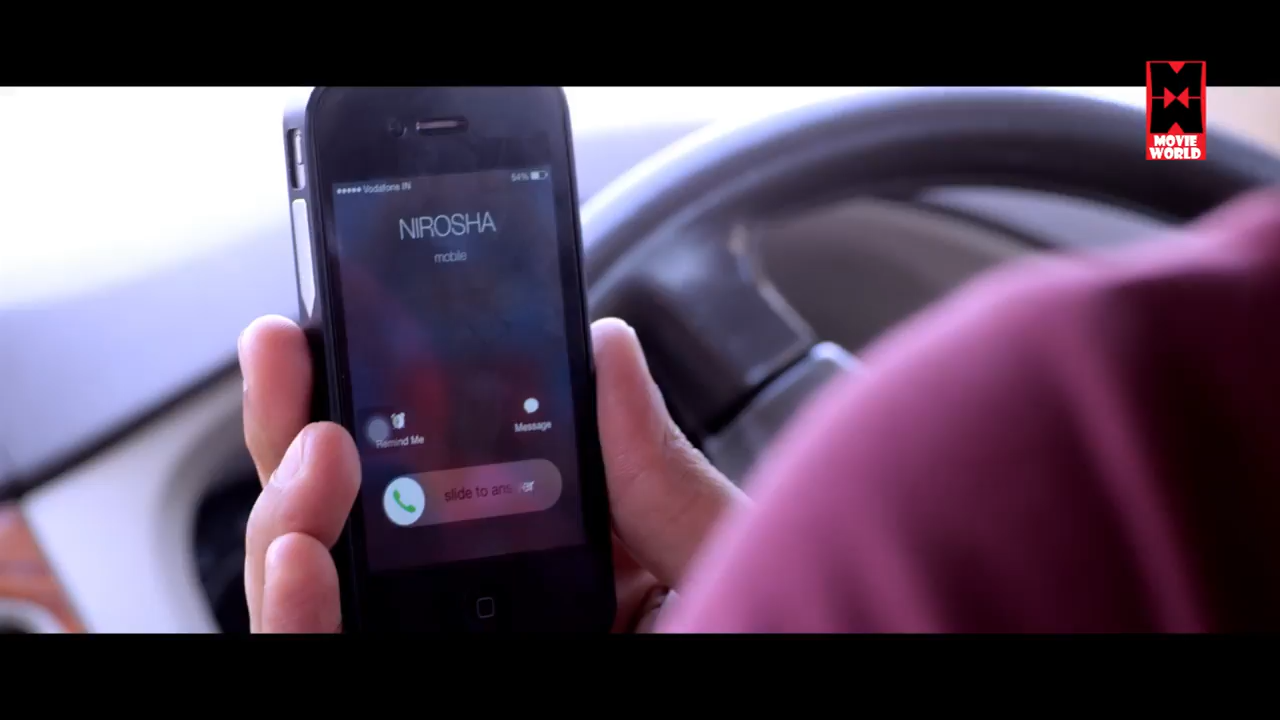 ●●●●● Vodafone IN
54%
NIROSHA
mobile
Remind Me
Message
slide to answer
MOVIE
WORLD